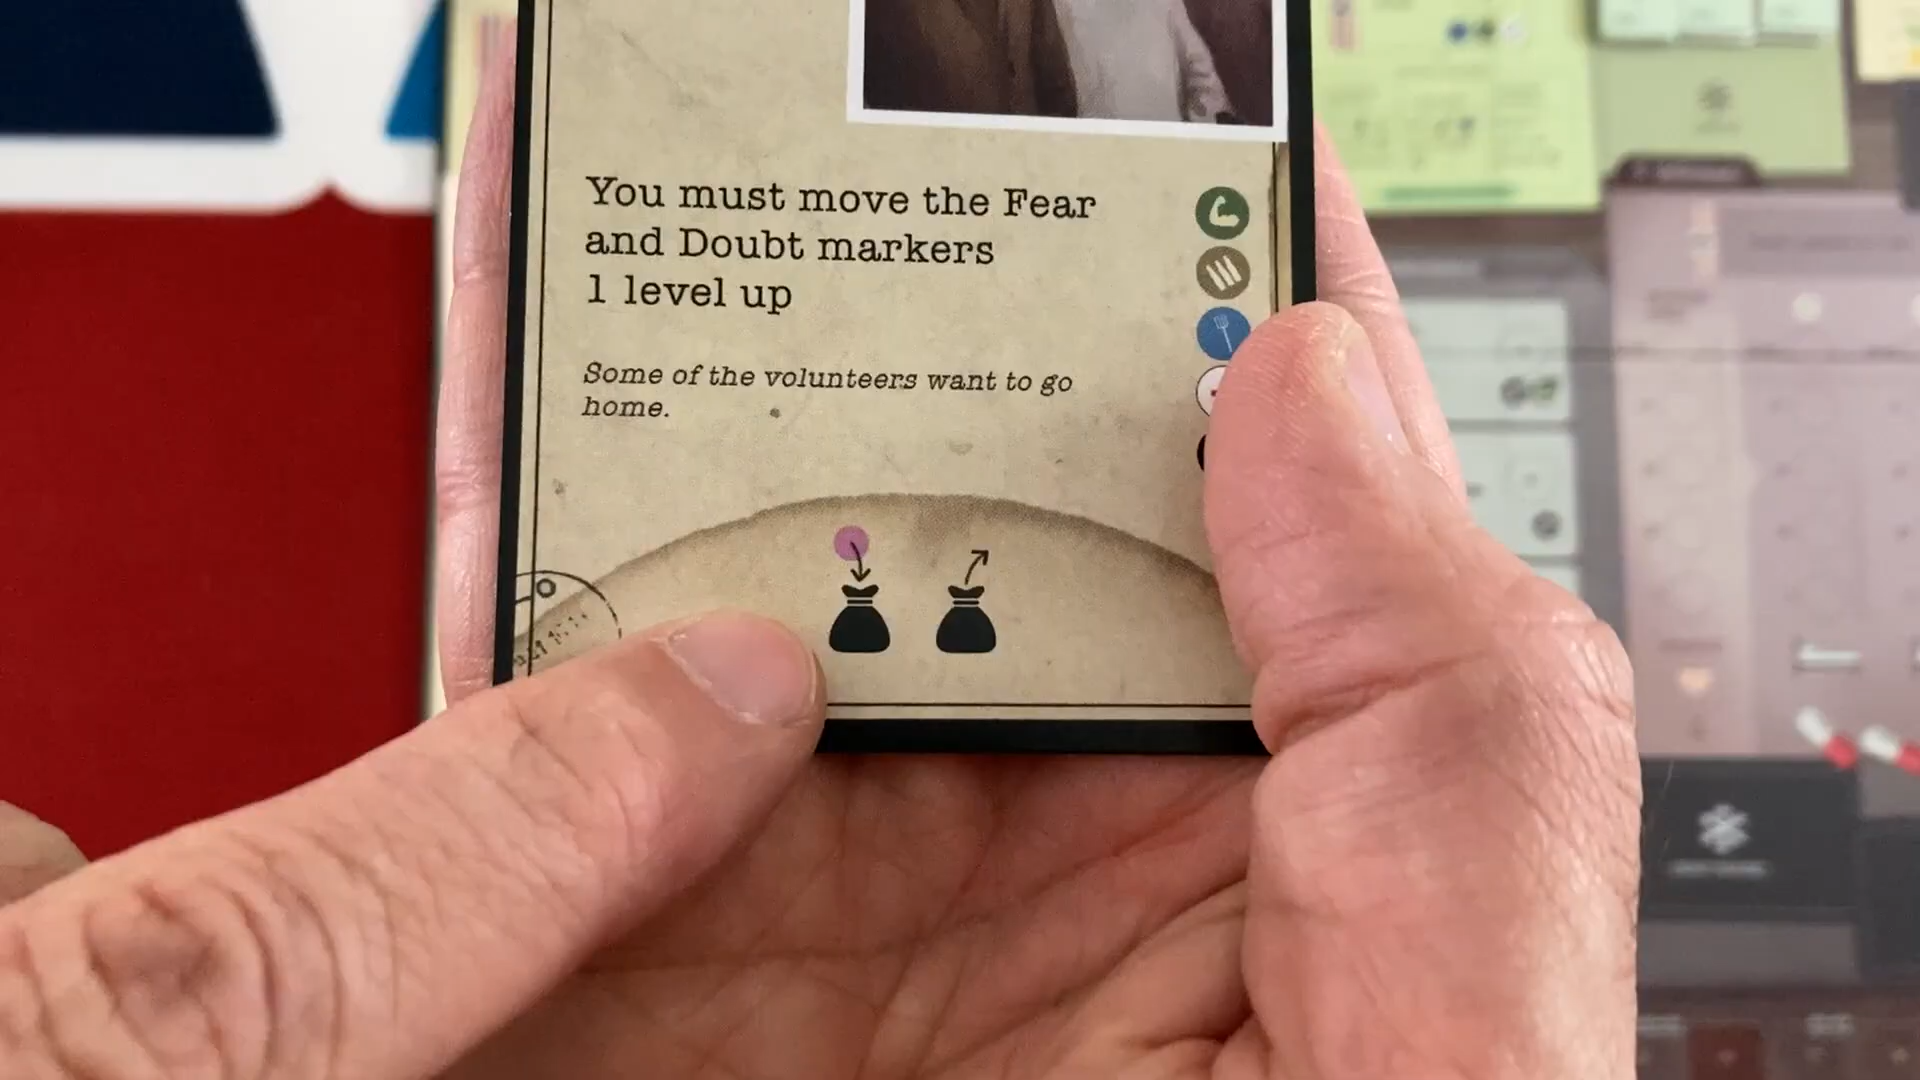 You must move the Fear
and Doubt markers
1 level up
Some of the volunteers want to go
home.